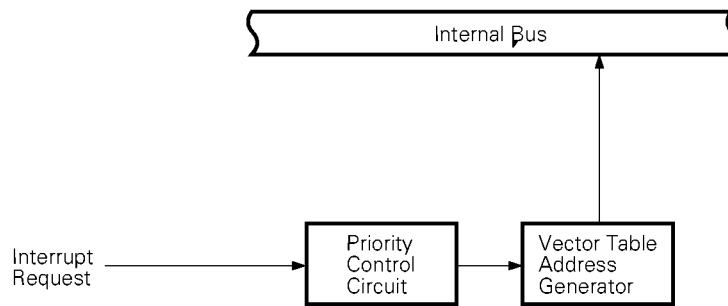 Internal Bus
Interrupt
Request
Priority
Control
Circuit
Vector Table
Address
Generator